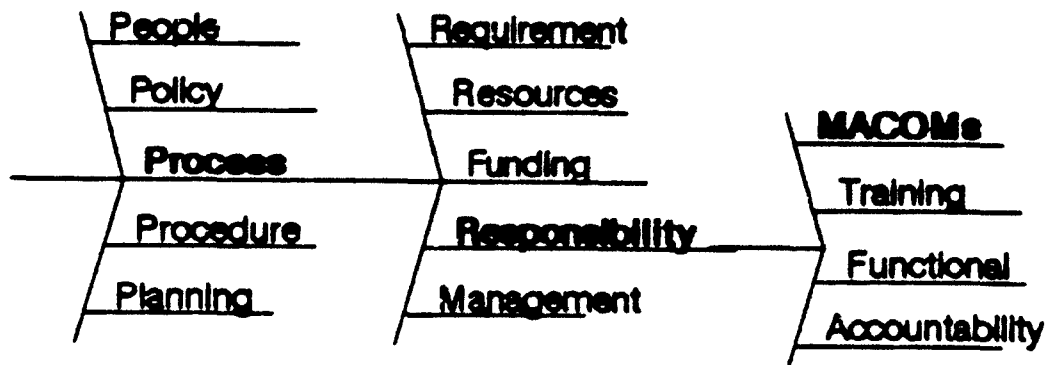 People
Policy
Process
Procedure
Planning
Requirement
Resources
Funding
Responsibility
Management
MACOMs
Training
Functional
Accountability